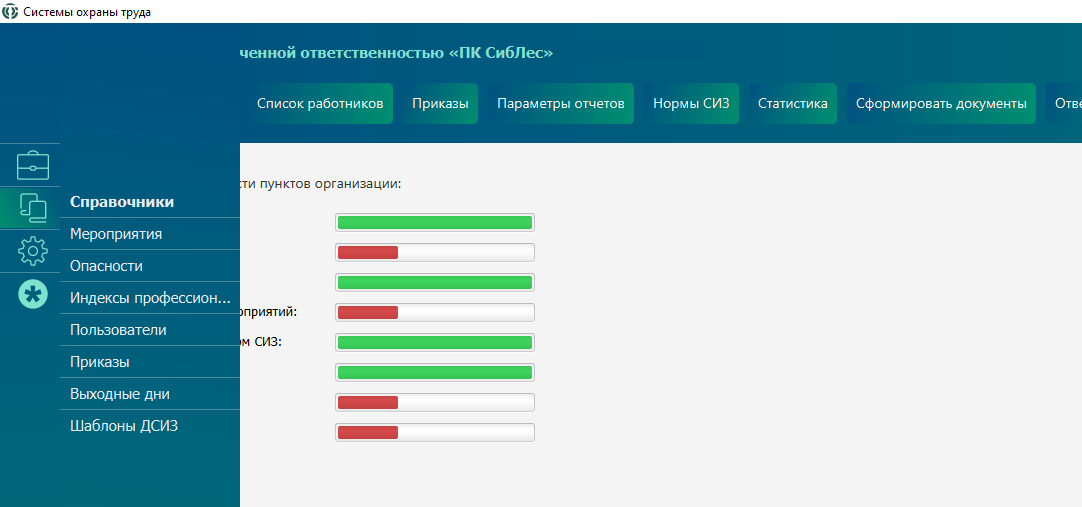 Системы охраны труда
ченной ответственностью «ПК СибЛес»
Список работников
Приказы
Параметры отчетов
Нормы СИЗ
Статистика
Сформировать документы
Отве
сти пунктов организации:
Справочники
Мероприятия
Опасности
Индексы профессион...
оприятий:
Пользователи
ом СИЗ:
Приказы
Выходные дни
Шаблоны ДСИЗ